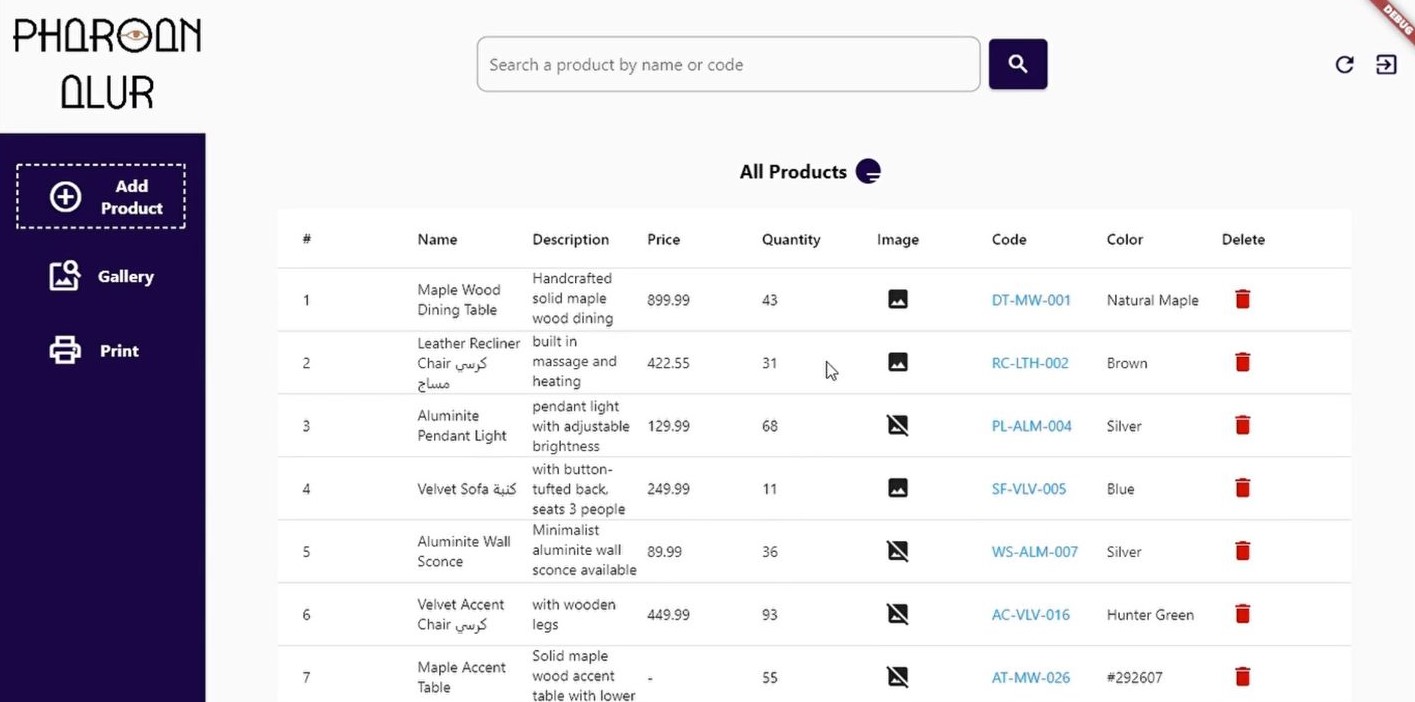 PHAROAN
ALUR
DEBUG
Search a product by name or code
Add
Product
Gallery
Print
All Products
# Name Description Price Quantity Image Code Color Delete
1 Maple Wood Dining Table Handcrafted solid maple wood dining 899.99 43 DT-MW-001 Natural Maple
2 Leather Recliner Chair كرسي مساج built in massage and heating 422.55 31 RC-LTH-002 Brown
3 Aluminite Pendant Light pendant light with adjustable brightness 129.99 68 PL-ALM-004 Silver
4 Velvet Sofa كنبة with button-tufted back, seats 3 people 249.99 11 SF-VLV-005 Blue
5 Aluminite Wall Sconce Minimalist aluminite wall sconce available 89.99 36 WS-ALM-007 Silver
6 Velvet Accent Chair كرسي with wooden legs 449.99 93 AC-VLV-016 Hunter Green
7 Maple Accent Table Solid maple wood accent table with lower - 55 AT-MW-026 #292607